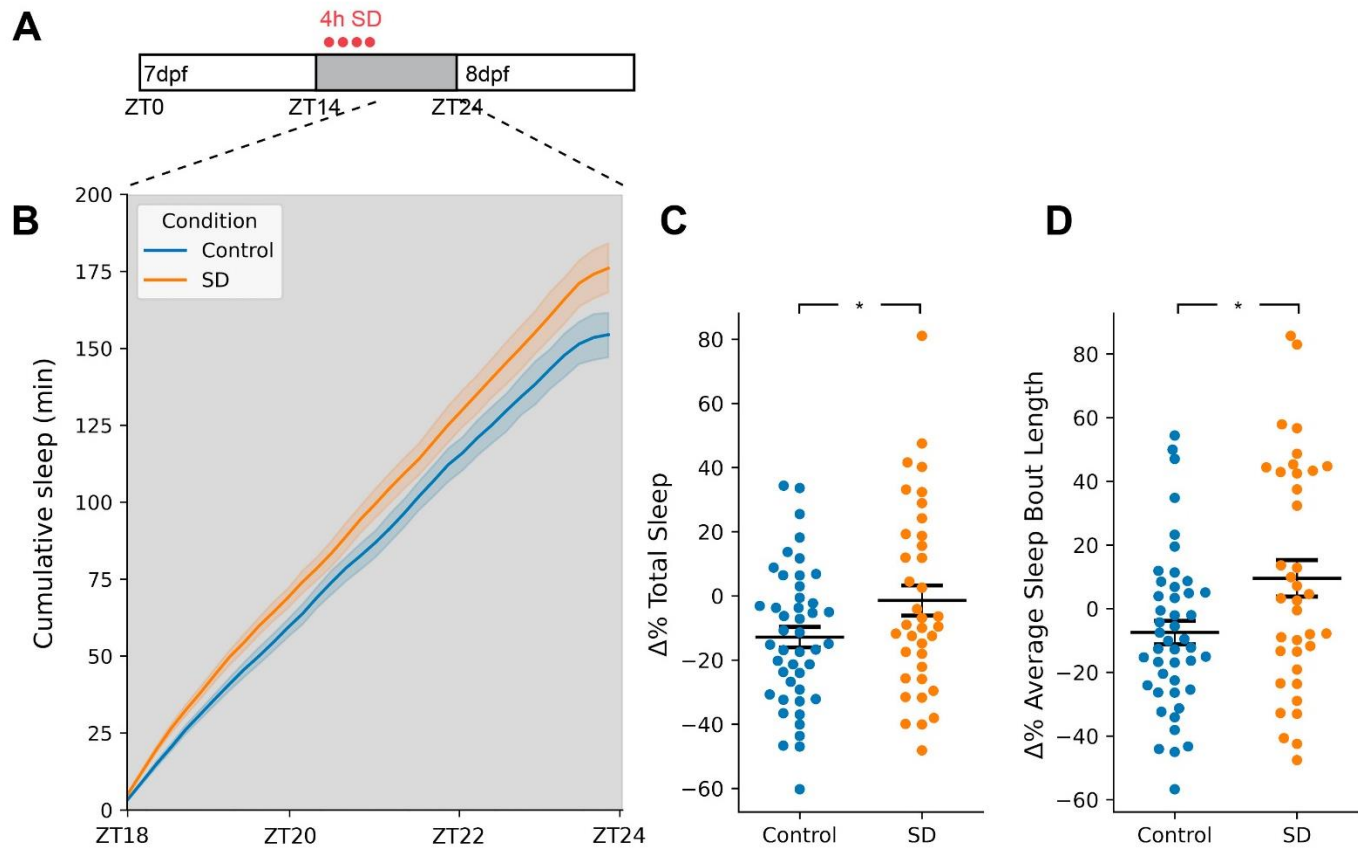 A
4h SD
7dpf
8dpf
ZT0
ZT14
ZT24
B
Cumulative sleep (min)
200
175
150
125
100
75
50
25
0
Condition
Control
SD
ZT18
ZT20
ZT22
ZT24
C
*
Δ% Total Sleep
80
60
40
20
0
−20
−40
−60
Control
SD
D
*
Δ% Average Sleep Bout Length
80
60
40
20
0
−20
−40
−60
Control
SD